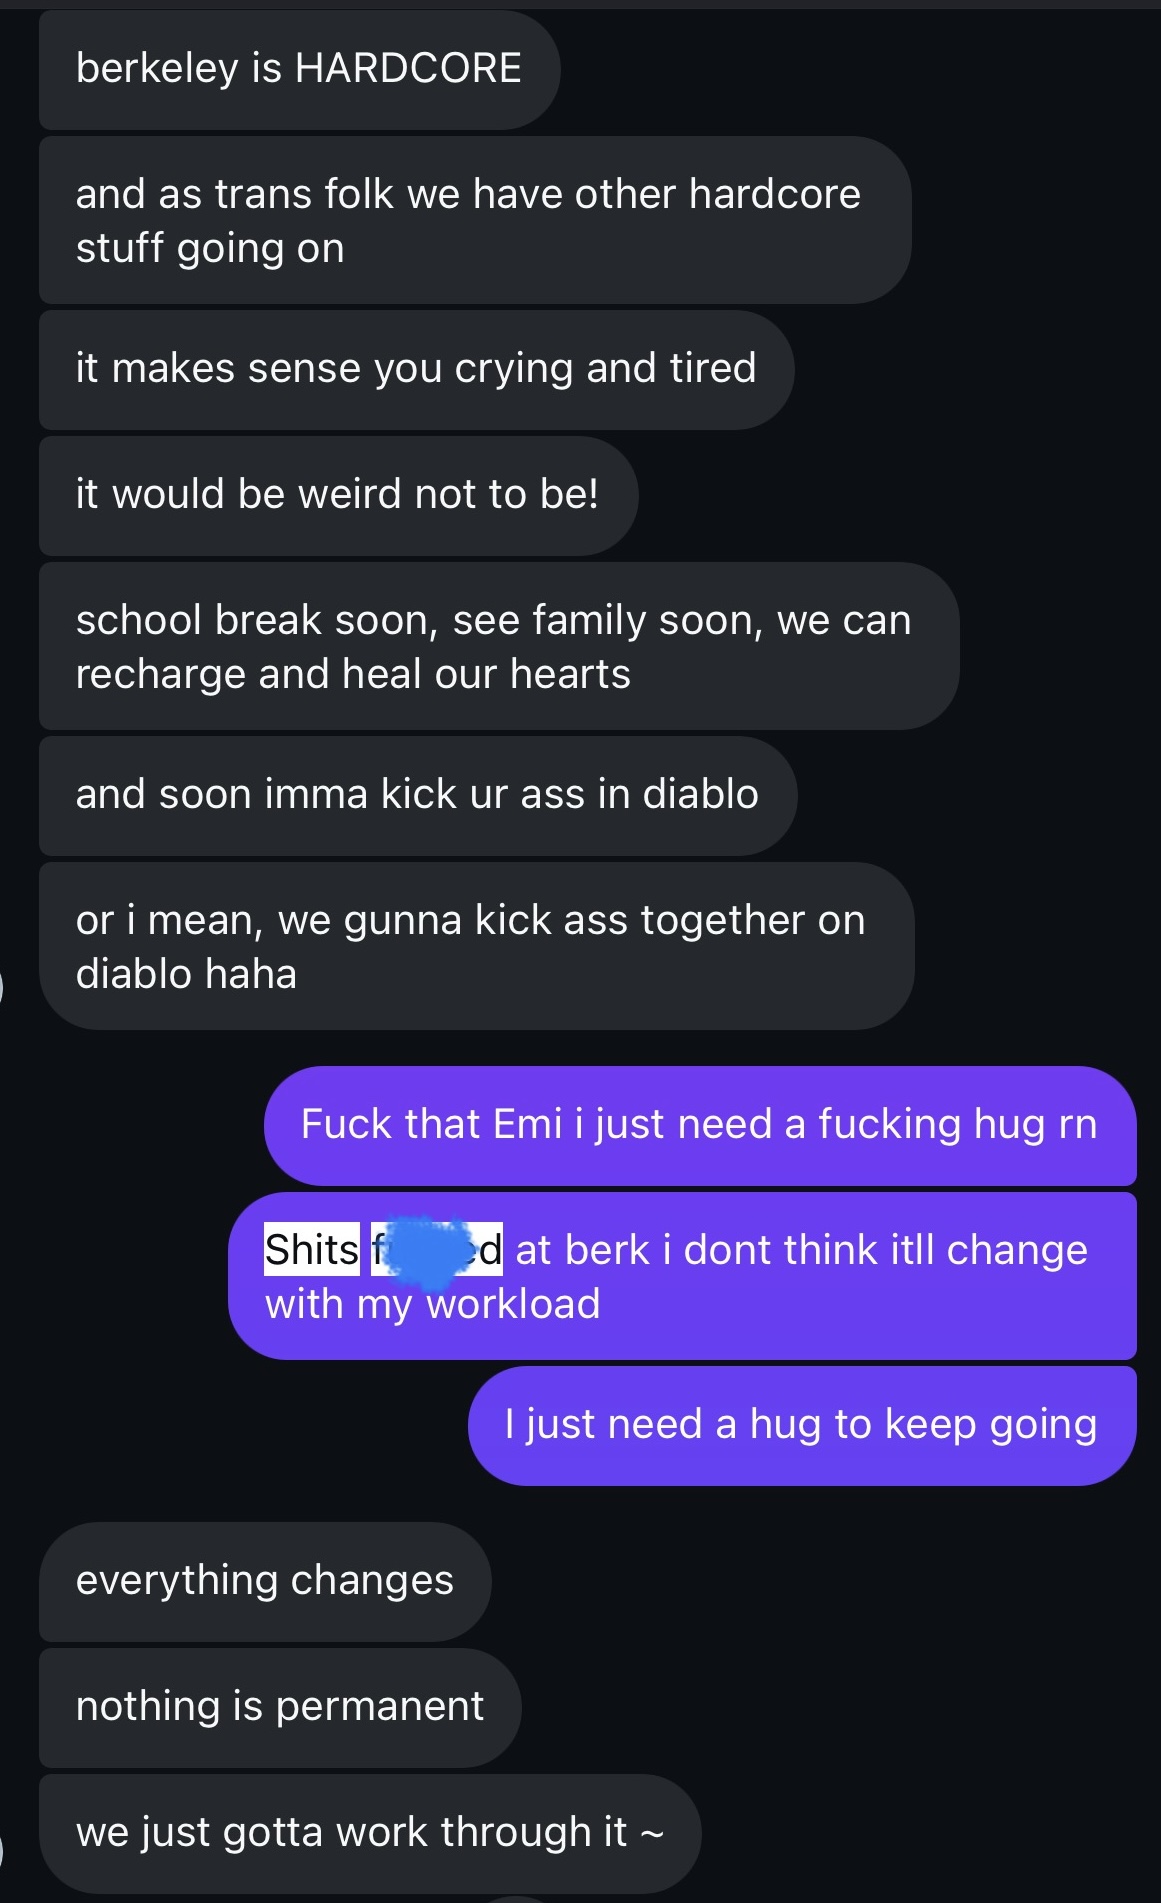 berkeley is HARDCORE
and as trans folk we have other hardcore
stuff going on
it makes sense you crying and tired
it would be weird not to be!
school break soon, see family soon, we can
recharge and heal our hearts
and soon imma kick ur ass in diablo
or i mean, we gunna kick ass together on
diablo haha
Fuck that Emi i just need a fucking hug rn
Shits at berk i dont think itll change
with my workload
I just need a hug to keep going
everything changes
nothing is permanent
we just gotta work through it ~